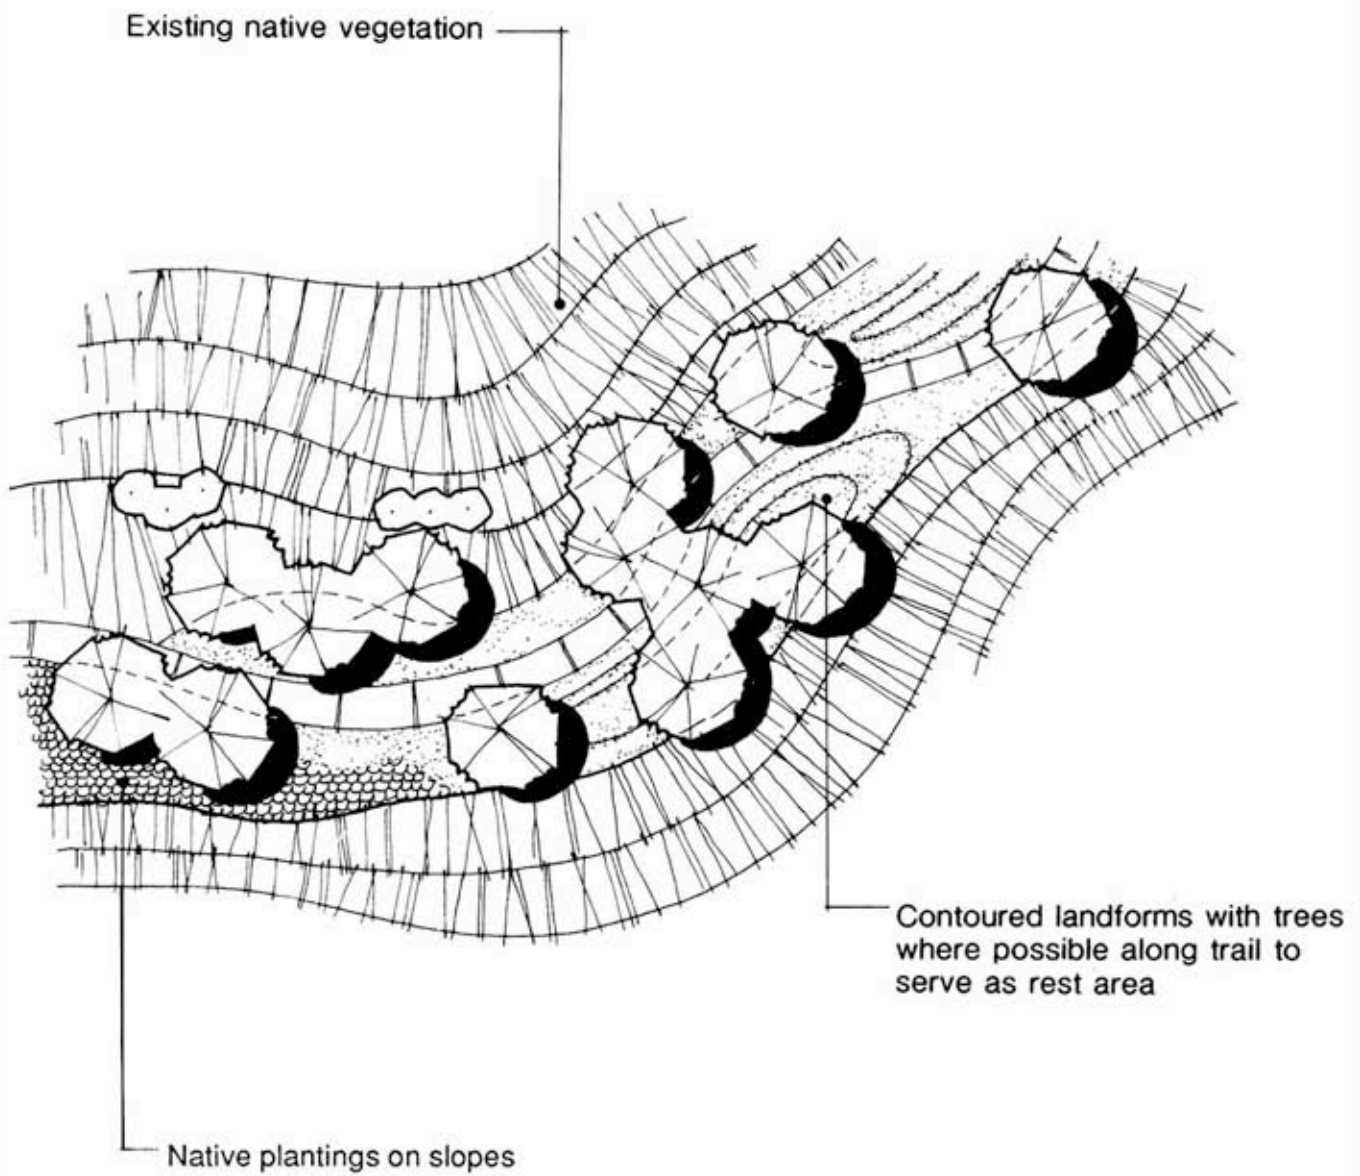 Existing native vegetation
Contoured landforms with trees
where possible along trail to
serve as rest area
Native plantings on slopes